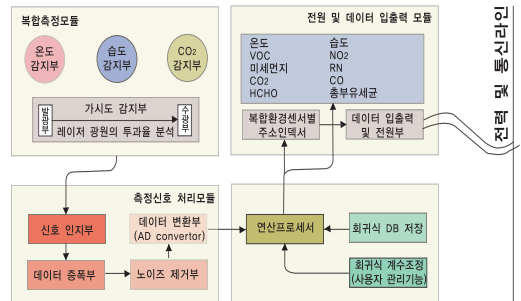 복합측정모듈
온도
감지부
습도
감지부
CO2
감지부
가시도 감지부
발광부
수광부
레이저 광원의 투과율 분석
전원 및 데이터 입출력 모듈
온도
습도
VOC
NO2
미세먼지
RN
CO2
CO
HCHO
총부유세균
복합환경센서별
주소인덱서
데이터 입출력
및 전원부
전력 및 통신라인
측정신호 처리모듈
신호 인지부
데이터 변환부
(AD convertor)
데이터 증폭부
노이즈 제거부
연산프로세서
회귀식 DB 저장
회귀식 계수조정
(사용자 관리기능)